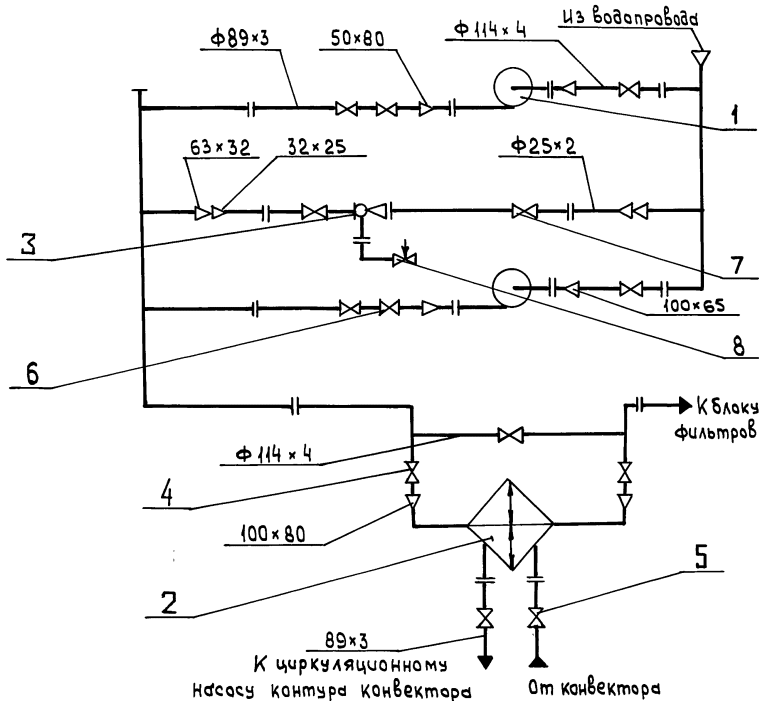 Из водопровода
ф89×3
50×80
ф114×4
1
63×32
32×25
ф25×2
3
7
100×65
6
8
К блоку
фильтров
ф114×4
4
100×80
5
2
89×3
К циркуляционному
насосу контура конвектора
От конвектора